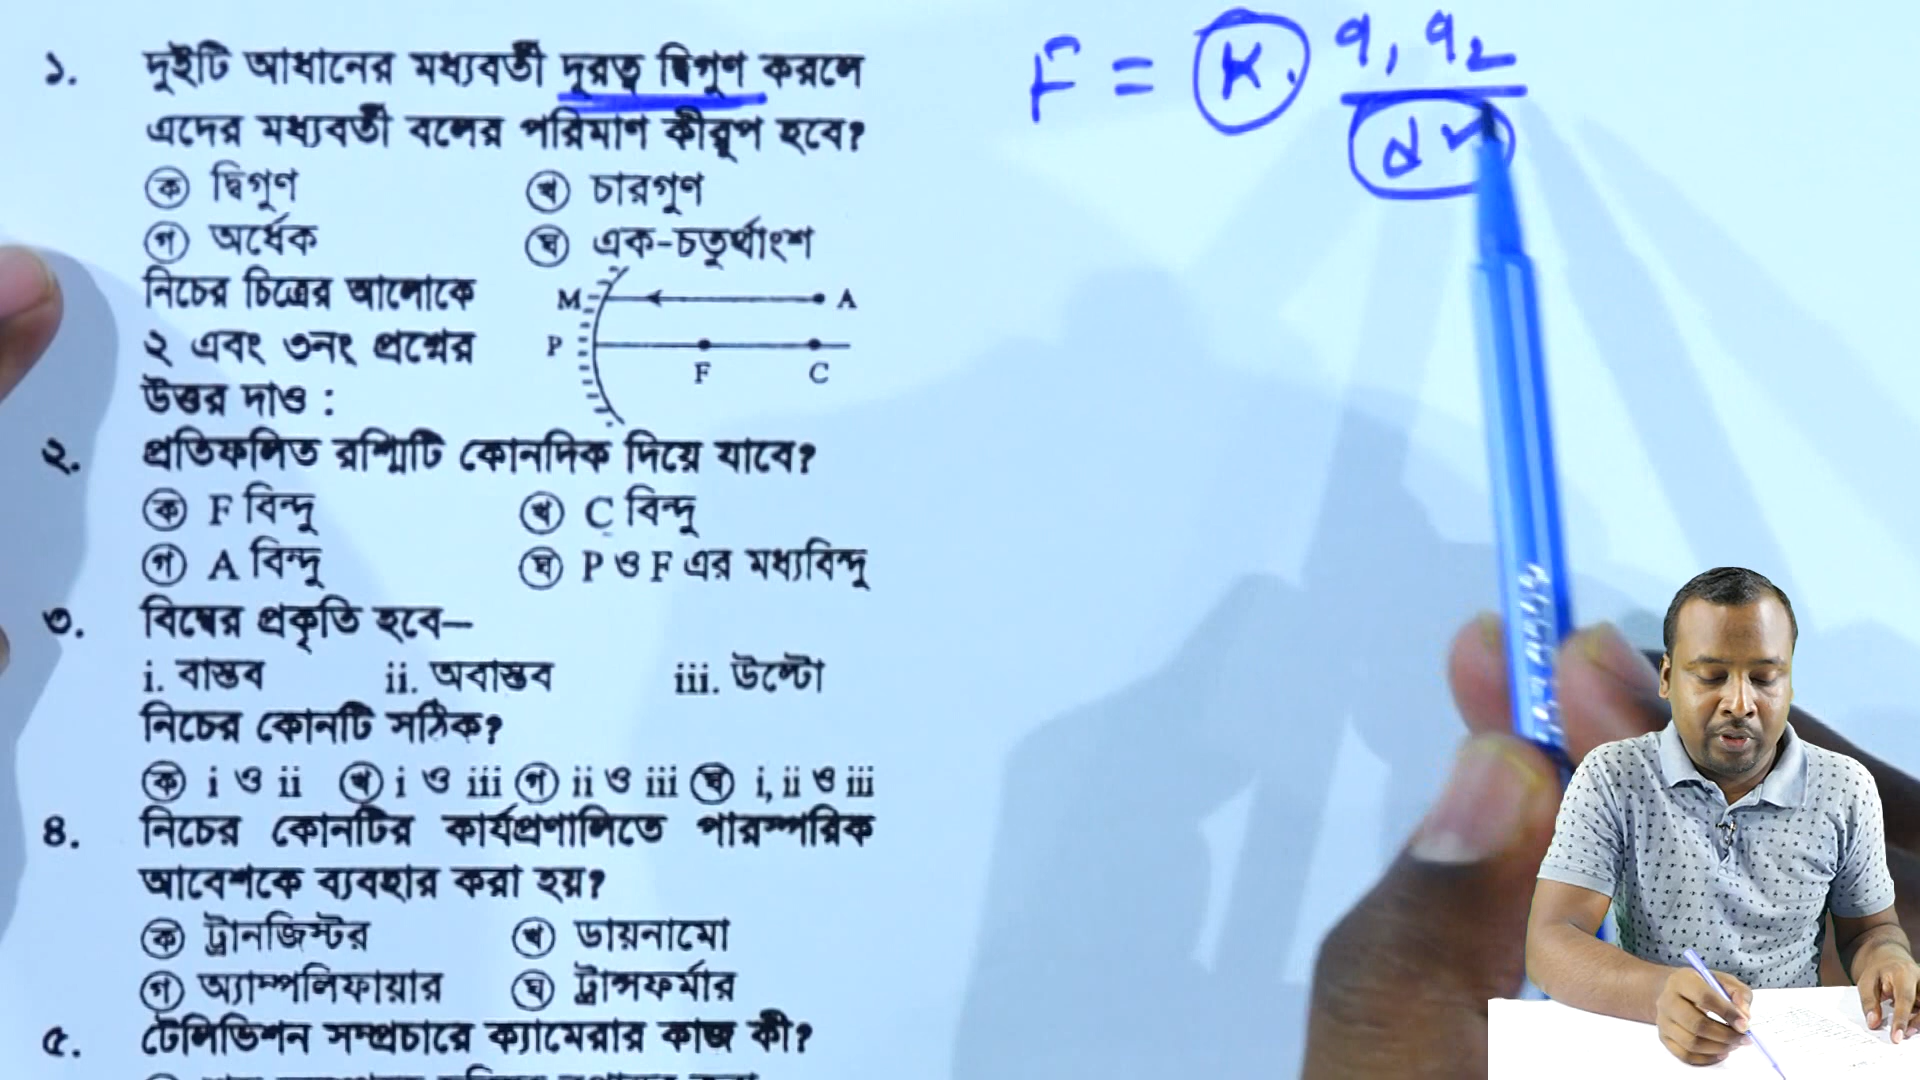 ১. দুইটি আধানের মধ্যবর্তী দূরত্ব দ্বিগুণ করলে
এদের মধ্যবর্তী বলের পরিমাণ কীরূপ হবে?
ক দ্বিগুণ খ চারগুণ
গ অর্ধেক ঘ এক-চতুর্থাংশ
নিচের চিত্রের আলোকে
২ এবং ৩নং প্রশ্নের
উত্তর দাও :
M A
P F C
২. প্রতিফলিত রশ্মিটি কোনদিক দিয়ে যাবে?
ক F বিন্দু খ C বিন্দু
গ A বিন্দু ঘ P ও F এর মধ্যবিন্দু
৩. বিম্বের প্রকৃতি হবে—
i. বাস্তব ii. অবাস্তব iii. উল্টো
নিচের কোনটি সঠিক?
ক i ও ii খ i ও iii গ ii ও iii ঘ i, ii ও iii
৪. নিচের কোনটির কার্যপ্রণালিতে পারস্পরিক
আবেশকে ব্যবহার করা হয়?
ক ট্রানজিস্টর খ ডায়নামো
গ অ্যাম্পলিফায়ার ঘ ট্রান্সফর্মার
৫. টেলিভিশন সম্প্রচারে ক্যামেরার কাজ কী?
F = K. q₁ q₂
d²